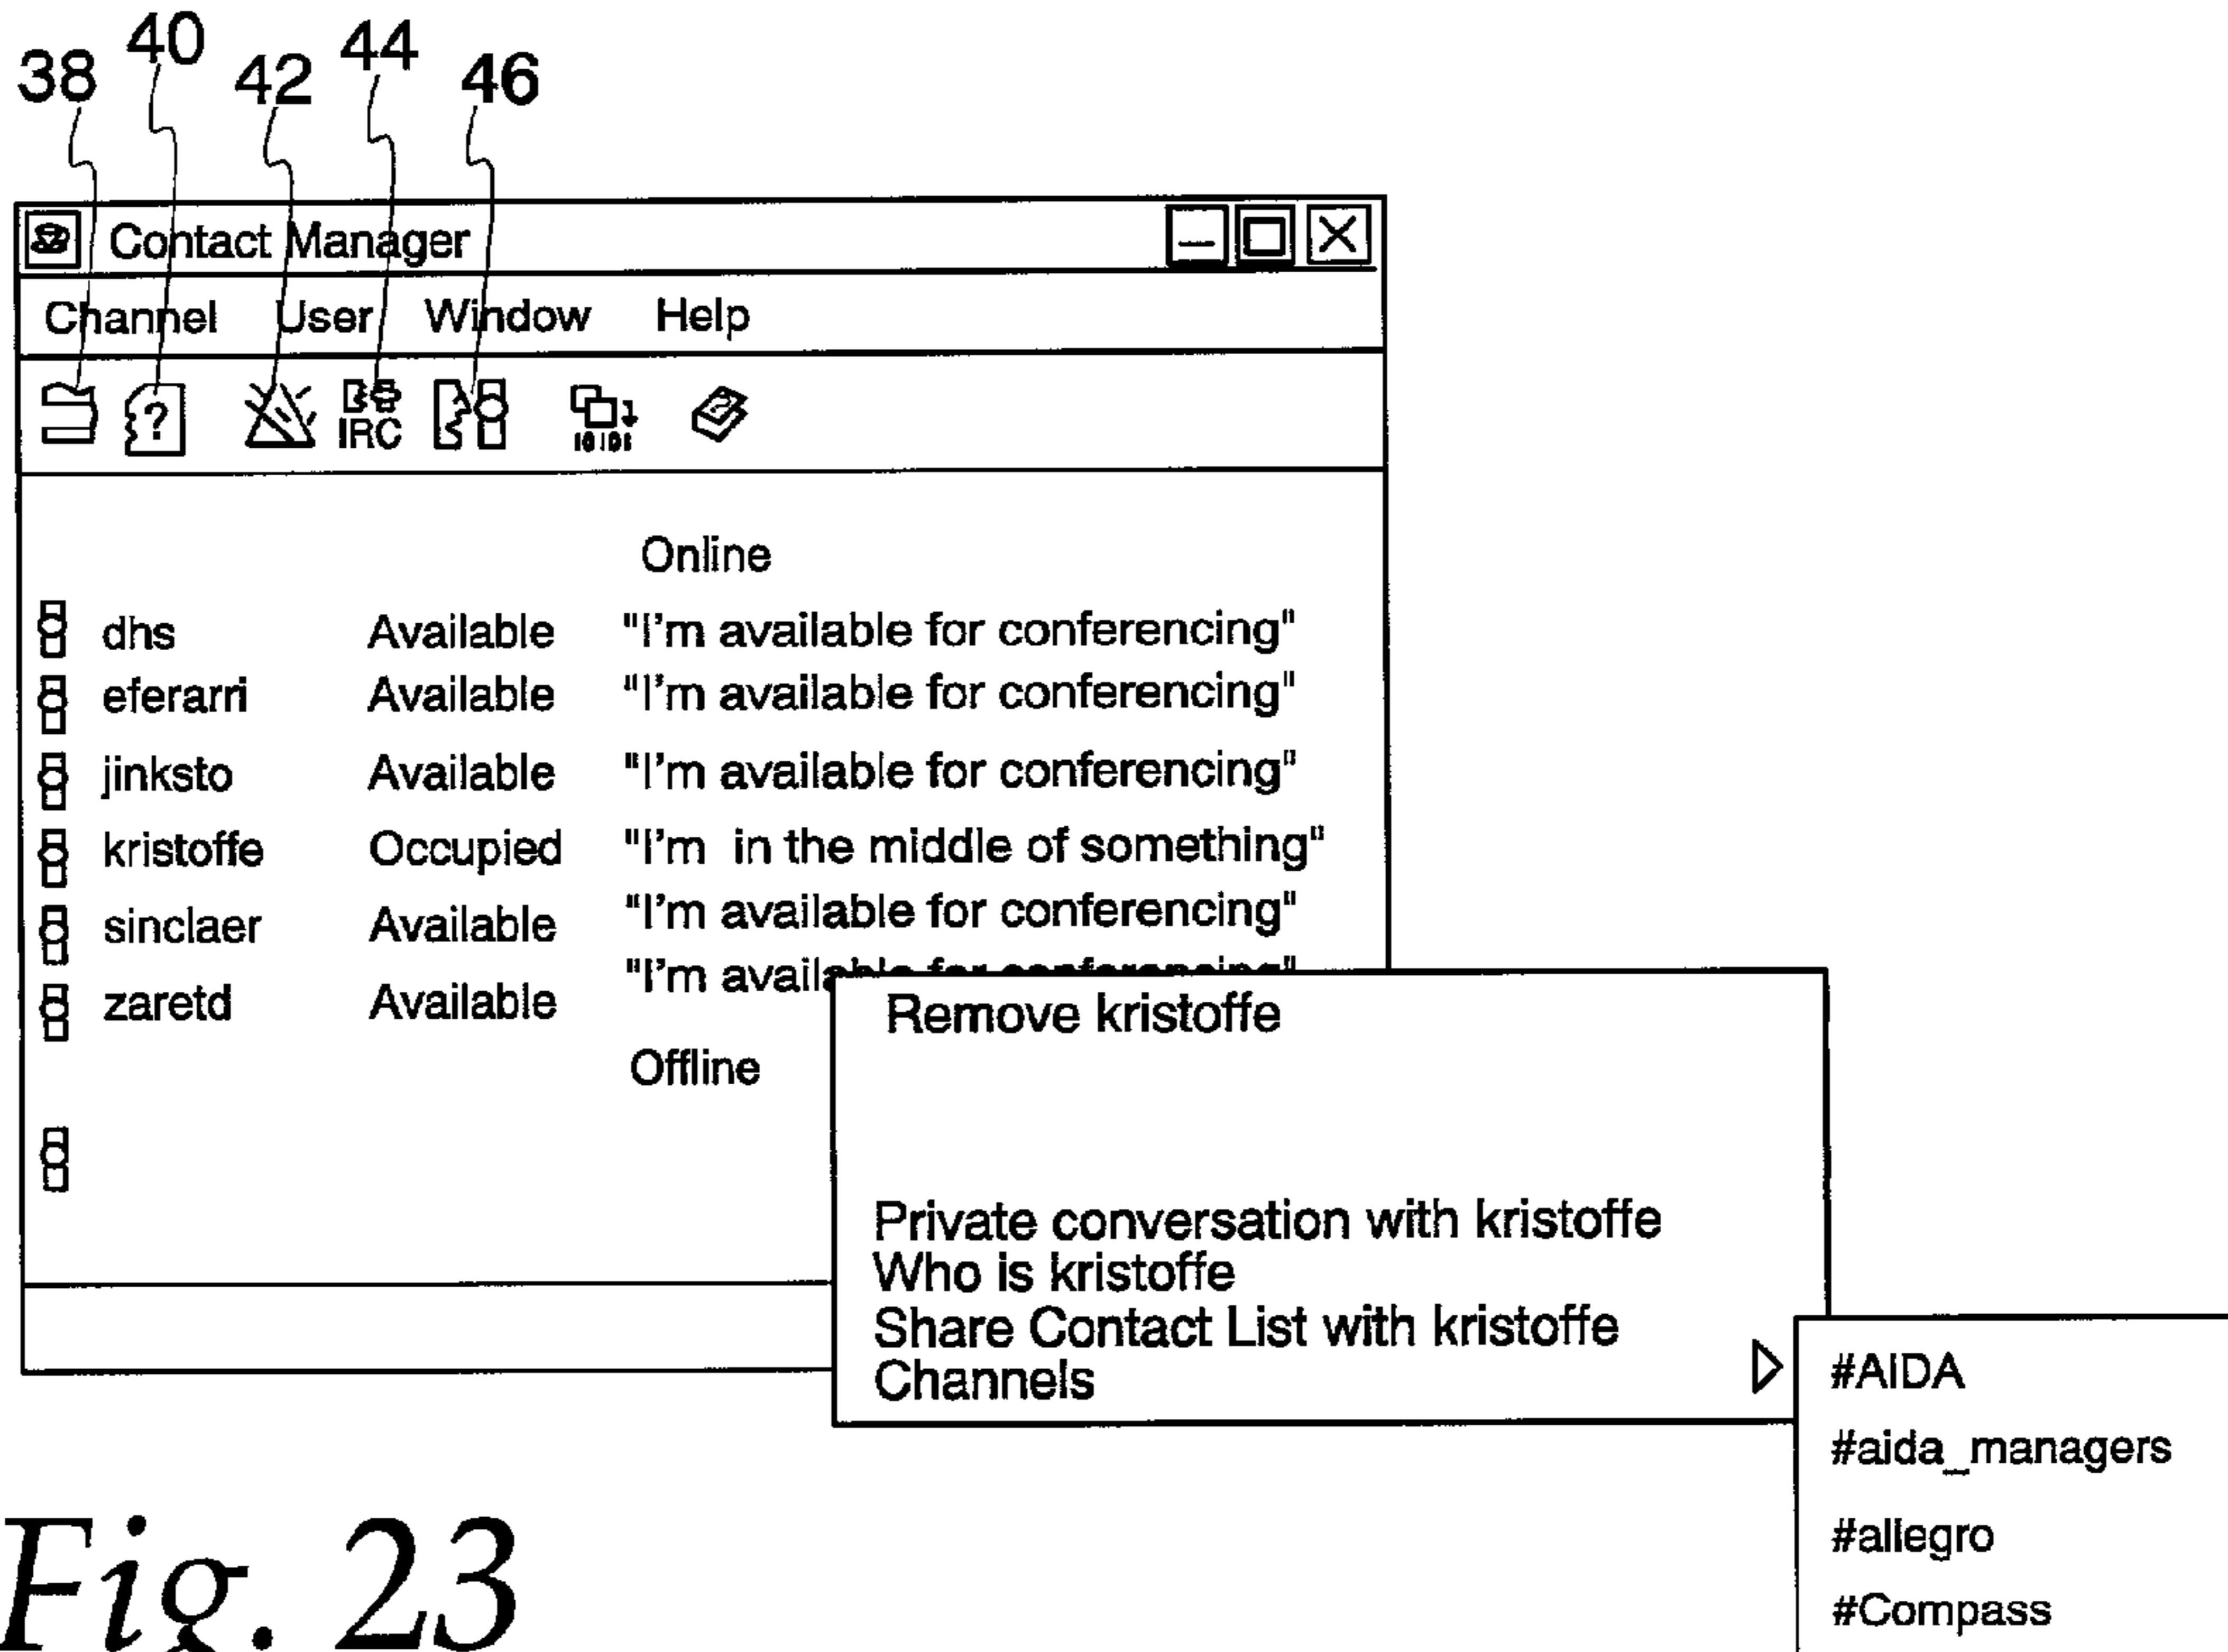 38 40 42 44 46
Contact Manager
Channel User Window Help
?
IRC
Online
dhs Available "I'm available for conferencing"
eferarri Available "I'm available for conferencing"
jinksto Available "I'm available for conferencing"
kristoffe Occupied "I'm in the middle of something"
sinclaer Available "I'm available for conferencing"
zaretd Available "I'm available for conferencing"
Offline
Remove kristoffe
Private conversation with kristoffe
Who is kristoffe
Share Contact List with kristoffe
Channels
#AIDA
#aida_managers
#allegro
#Compass
Fig. 23